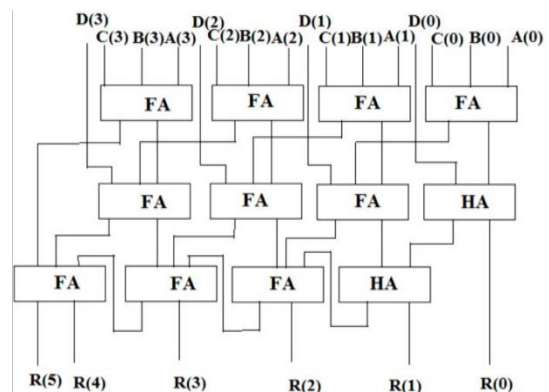 D(3) D(2) D(1) D(0)
C(3) B(3) A(3) C(2) B(2) A(2) C(1) B(1) A(1) C(0) B(0) A(0)
FA FA FA FA
FA FA FA HA
FA FA FA HA
R(5) R(4) R(3) R(2) R(1) R(0)